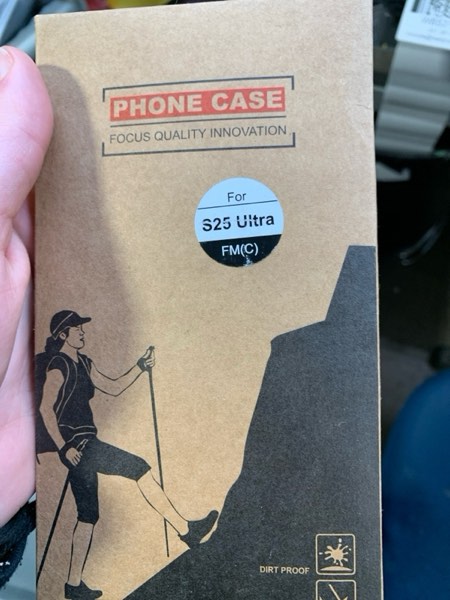 PHONE CASE
FOCUS QUALITY INNOVATION
For
S25 Ultra
FM(C)
DIRT PROOF